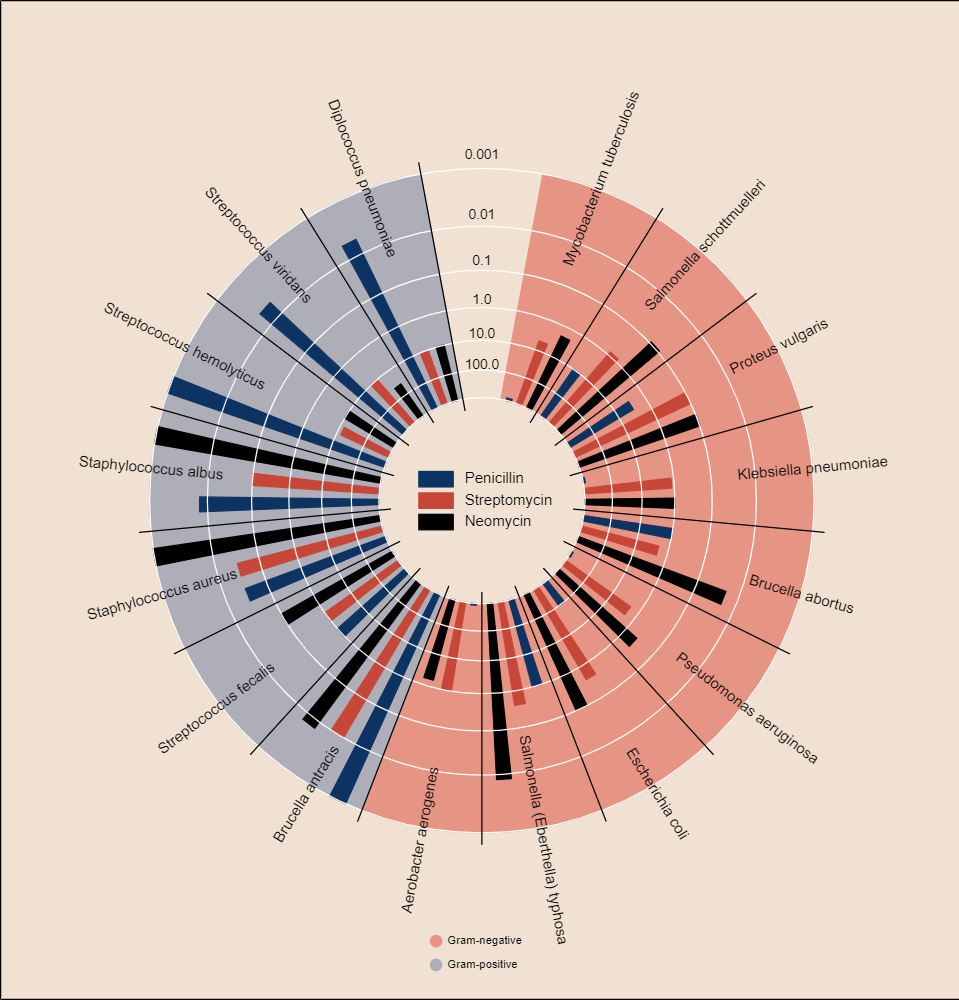 Mycobacterium tuberculosis
Salmonella schottmuelleri
Proteus vulgaris
Klebsiella pneumoniae
Brucella abortus
Pseudomonas aeruginosa
Escherichia coli
Salmonella (Eberthella) typhosa
Aerobacter aerogenes
Brucella antracis
Streptococcus fecalis
Staphylococcus aureus
Staphylococcus albus
Streptococcus hemolyticus
Streptococcus viridans
Diplococcus pneumoniae
0.001
0.01
0.1
1.0
10.0
100.0
Penicillin
Streptomycin
Neomycin
Gram-negative
Gram-positive